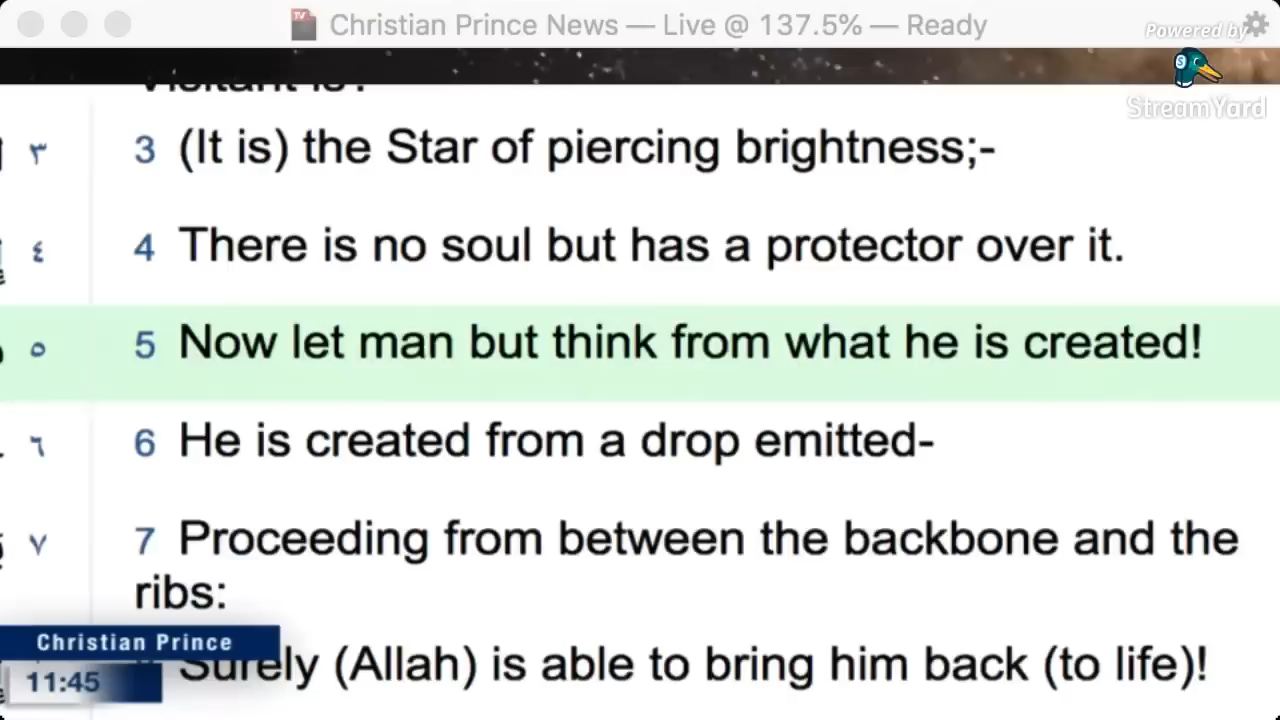 Christian Prince News — Live @ 137.5% — Ready
Powered by
StreamYard
visitant is?
٣ 3 (It is) the Star of piercing brightness;-
٤ 4 There is no soul but has a protector over it.
٥ 5 Now let man but think from what he is created!
٦ 6 He is created from a drop emitted-
٧ 7 Proceeding from between the backbone and the
ribs:
Christian Prince
Surely (Allah) is able to bring him back (to life)!
11:45